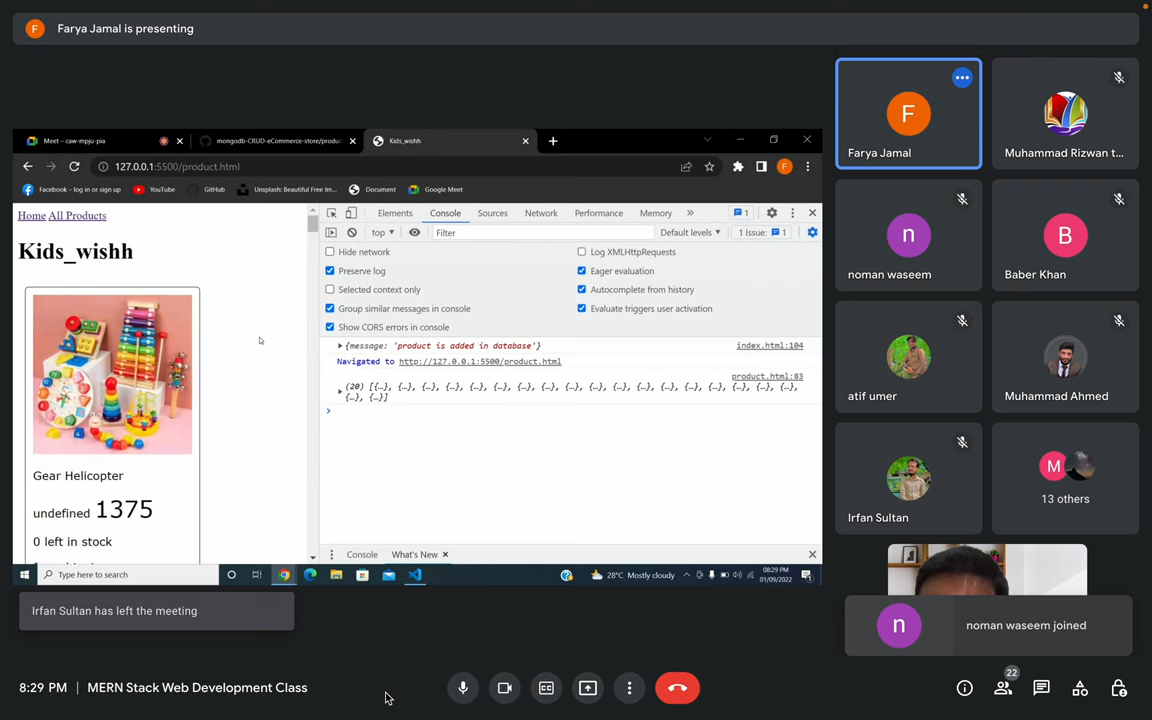 F Farya Jamal is presenting
Meet – caw-mpju-pia
mongodb-CRUD-eCommerce-store/produc
Kids_wishh
127.0.0.1:5500/product.html
F
Facebook – log in or sign up
YouTube
GitHub
Unsplash: Beautiful Free Im...
Document
Google Meet
Home All Products
Kids_wishh
Gear Helicopter
undefined 1375
0 left in stock
Elements Console Sources Network Performance Memory » 1
top Filter Default levels 1 Issue: 1
Hide network Log XMLHttpRequests
Preserve log Eager evaluation
Selected context only Autocomplete from history
Group similar messages in console Evaluate triggers user activation
Show CORS errors in console
{message: 'product is added in database'} index.html:104
Navigated to http://127.0.0.1:5500/product.html
product.html:83
(20) [{…}, {…}, {…}, {…}, {…}, {…}, {…}, {…}, {…}, {…}, {…}, {…}, {…}, {…}, {…}, {…}, {…}, {…},
{…}, {…}]
Console What's New
Type here to search
28°C Mostly cloudy
08:29 PM
01/09/2022
F
Farya Jamal
Muhammad Rizwan t...
n
noman waseem
B
Baber Khan
atif umer
Muhammad Ahmed
Irfan Sultan
M
13 others
n noman waseem joined
Irfan Sultan has left the meeting
8:29 PM | MERN Stack Web Development Class
22